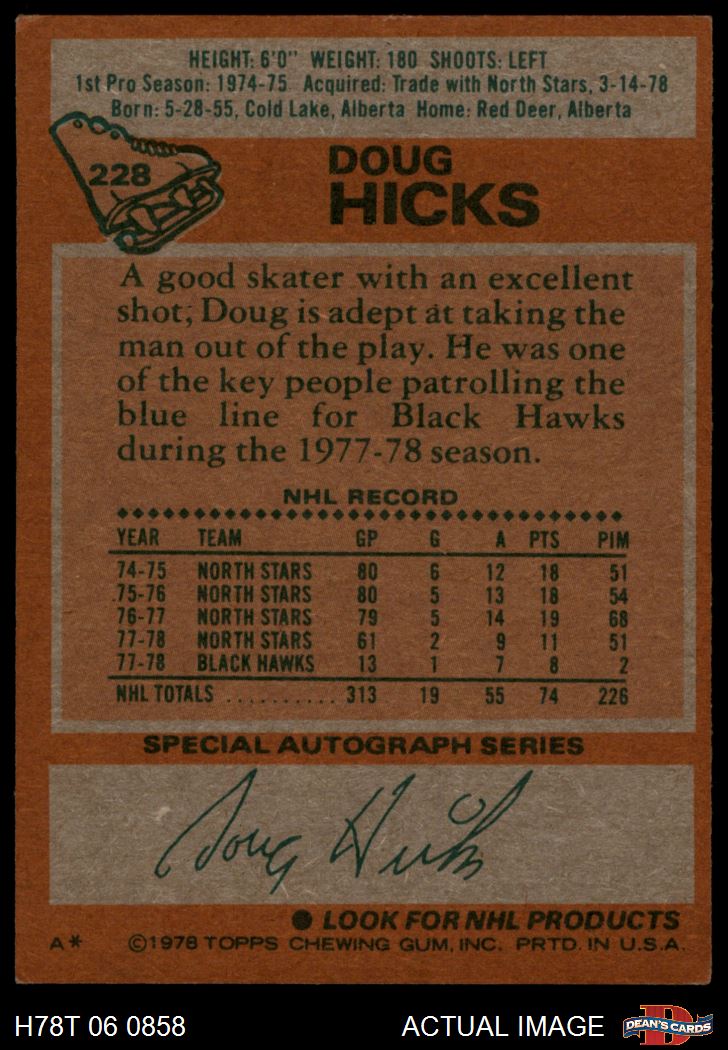 HEIGHT: 6'0" WEIGHT: 180 SHOOTS: LEFT
1st Pro Season: 1974-75 Acquired: Trade with North Stars, 3-14-78
Born: 5-28-55, Cold Lake, Alberta Home: Red Deer, Alberta
228
DOUG
HICKS
A good skater with an excellent
shot; Doug is adept at taking the
man out of the play. He was one
of the key people patrolling the
blue line for Black Hawks
during the 1977-78 season.
NHL RECORD
YEAR TEAM GP G A PTS PIM
74-75 NORTH STARS 80 6 12 18 51
75-76 NORTH STARS 80 5 13 18 54
76-77 NORTH STARS 79 5 14 19 68
77-78 NORTH STARS 61 2 9 11 51
77-78 BLACK HAWKS 13 1 7 8 2
NHL TOTALS .......... 313 19 55 74 226
SPECIAL AUTOGRAPH SERIES
Doug Hicks
● LOOK FOR NHL PRODUCTS
A* ©1978 TOPPS CHEWING GUM, INC. PRTD. IN U.S.A.
H78T 06 0858 ACTUAL IMAGE D DEAN'S CARDS